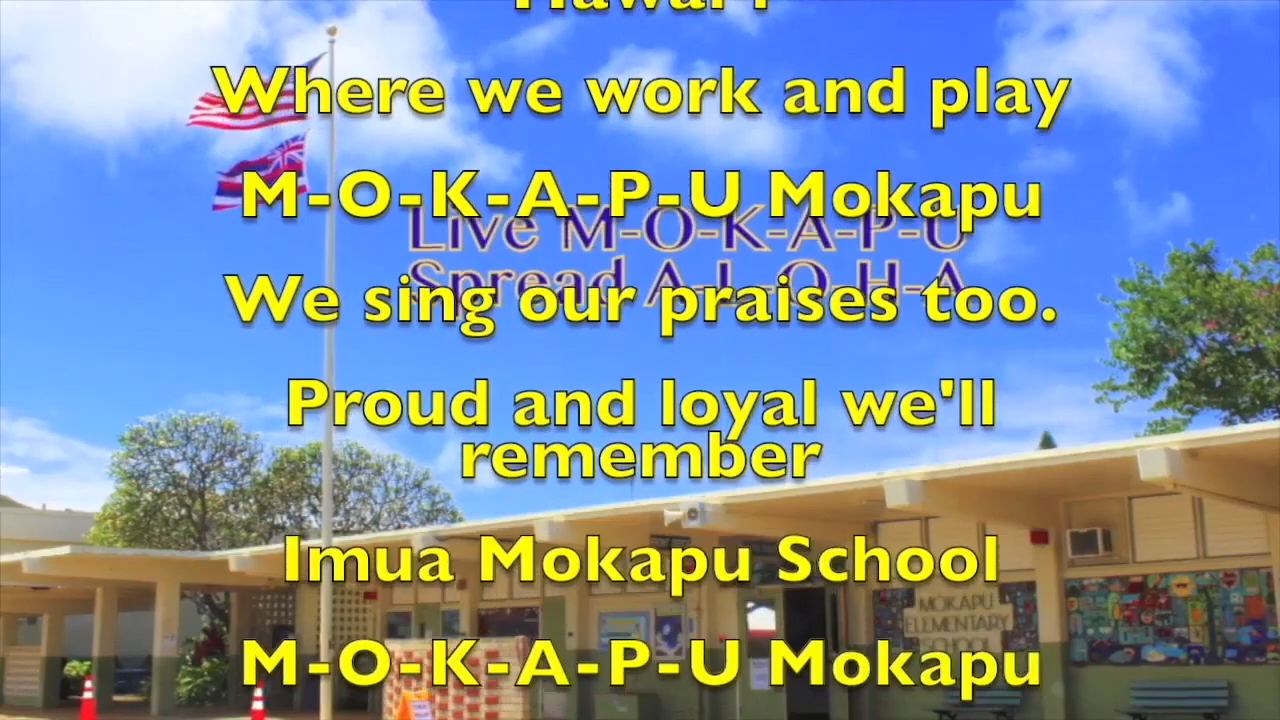 Hawai'i
Where we work and play
M-O-K-A-P-U Mokapu
Live M-O-K-A-P-U
Spread A-L-O-H-A
We sing our praises too.
Proud and loyal we'll
remember
Imua Mokapu School
MOKAPU
ELEMENTARY
SCHOOL
M-O-K-A-P-U Mokapu